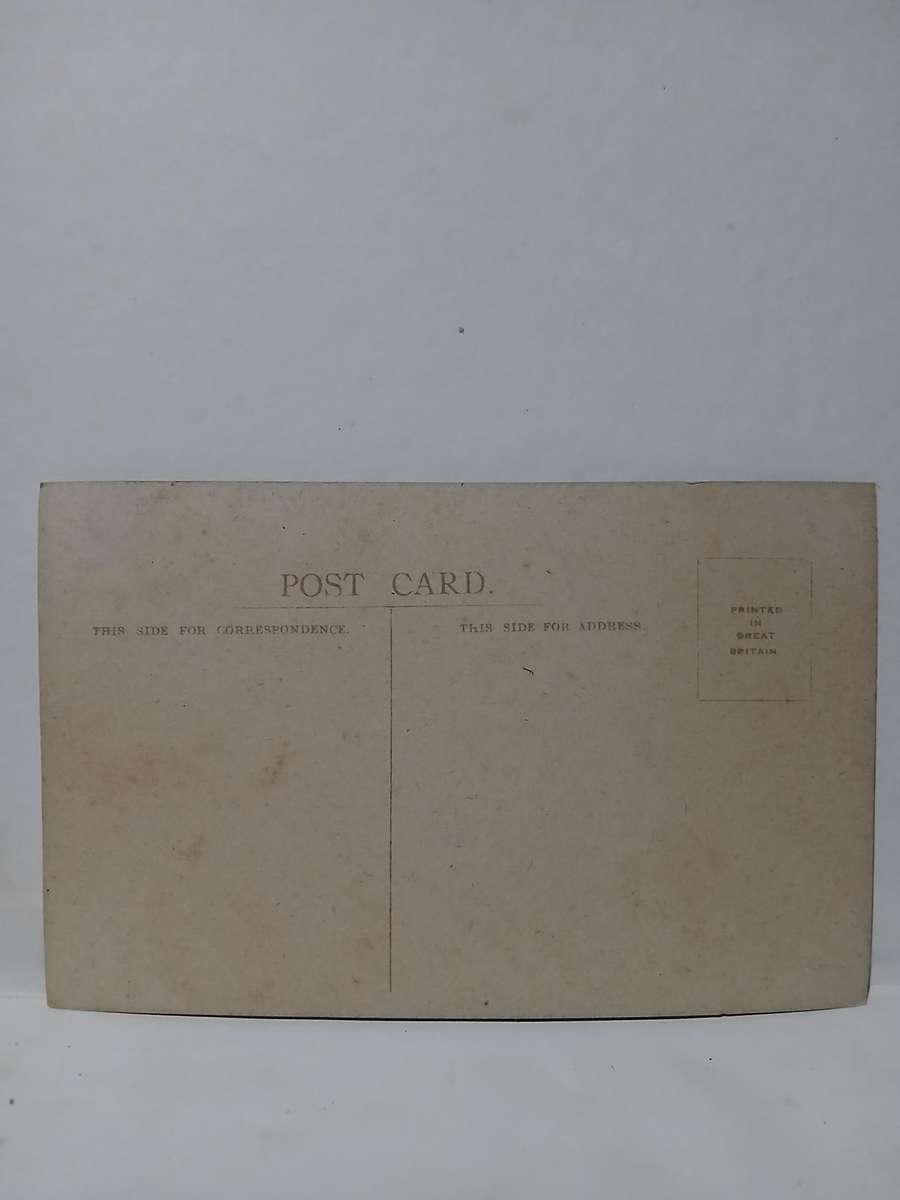 POST CARD.
THIS SIDE FOR CORRESPONDENCE.
THIS SIDE FOR ADDRESS.
PRINTED
IN
GREAT
BRITAIN.